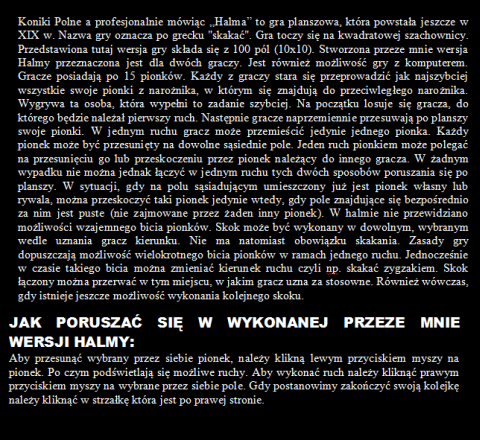 Koniki Polne a profesjonalnie mówiąc „Halma” to gra planszowa, która powstała jeszcze w
XIX w. Nazwa gry oznacza po grecku "skakać". Gra toczy się na kwadratowej szachownicy.
Przedstawiona tutaj wersja gry składa się z 100 pól (10x10). Stworzona przeze mnie wersja
Halmy przeznaczona jest dla dwóch graczy. Jest również możliwość gry z komputerem.
Gracze posiadają po 15 pionków. Każdy z graczy stara się przeprowadzić jak najszybciej
wszystkie swoje pionki z narożnika, w którym się znajdują do przeciwległego narożnika.
Wygrywa ta osoba, która wypełni to zadanie szybciej. Na początku losuje się gracza, do
którego będzie należał pierwszy ruch. Następnie gracze naprzemiennie przesuwają po planszy
swoje pionki. W jednym ruchu gracz może przemieścić jedynie jednego pionka. Każdy
pionek może być przesunięty na dowolne sąsiednie pole. Jeden ruch pionkiem może polegać
na przesunięciu go lub przeskoczeniu przez pionek należący do innego gracza. W żadnym
wypadku nie można jednak łączyć w jednym ruchu tych dwóch sposobów poruszania się po
planszy. W sytuacji, gdy na polu sąsiadującym umieszczony już jest pionek własny lub
rywala, można przeskoczyć taki pionek jedynie wtedy, gdy pole znajdujące się bezpośrednio
za nim jest puste (nie zajmowane przez żaden inny pionek). W halmie nie przewidziano
możliwości wzajemnego bicia pionków. Skok może być wykonany w dowolnym, wybranym
wedle uznania gracz kierunku. Nie ma natomiast obowiązku skakania. Zasady gry
dopuszczają możliwość wielokrotnego bicia pionków w ramach jednego ruchu. Jednocześnie
w czasie takiego bicia można zmieniać kierunek ruchu czyli np. skakać zygzakiem. Skok
łączony można przerwać w tym miejscu, w jakim gracz uzna za stosowne. Również wówczas,
gdy istnieje jeszcze możliwość wykonania kolejnego skoku.
JAK PORUSZAĆ SIĘ W WYKONANEJ PRZEZE MNIE
WERSJI HALMY:
Aby przesunąć wybrany przez siebie pionek, należy klikną lewym przyciskiem myszy na
pionek. Po czym podświetlają się możliwe ruchy. Aby wykonać ruch należy kliknąć prawym
przyciskiem myszy na wybrane przez siebie pole. Gdy postanowimy zakończyć swoją kolejkę
należy kliknąć w strzałkę która jest po prawej stronie.